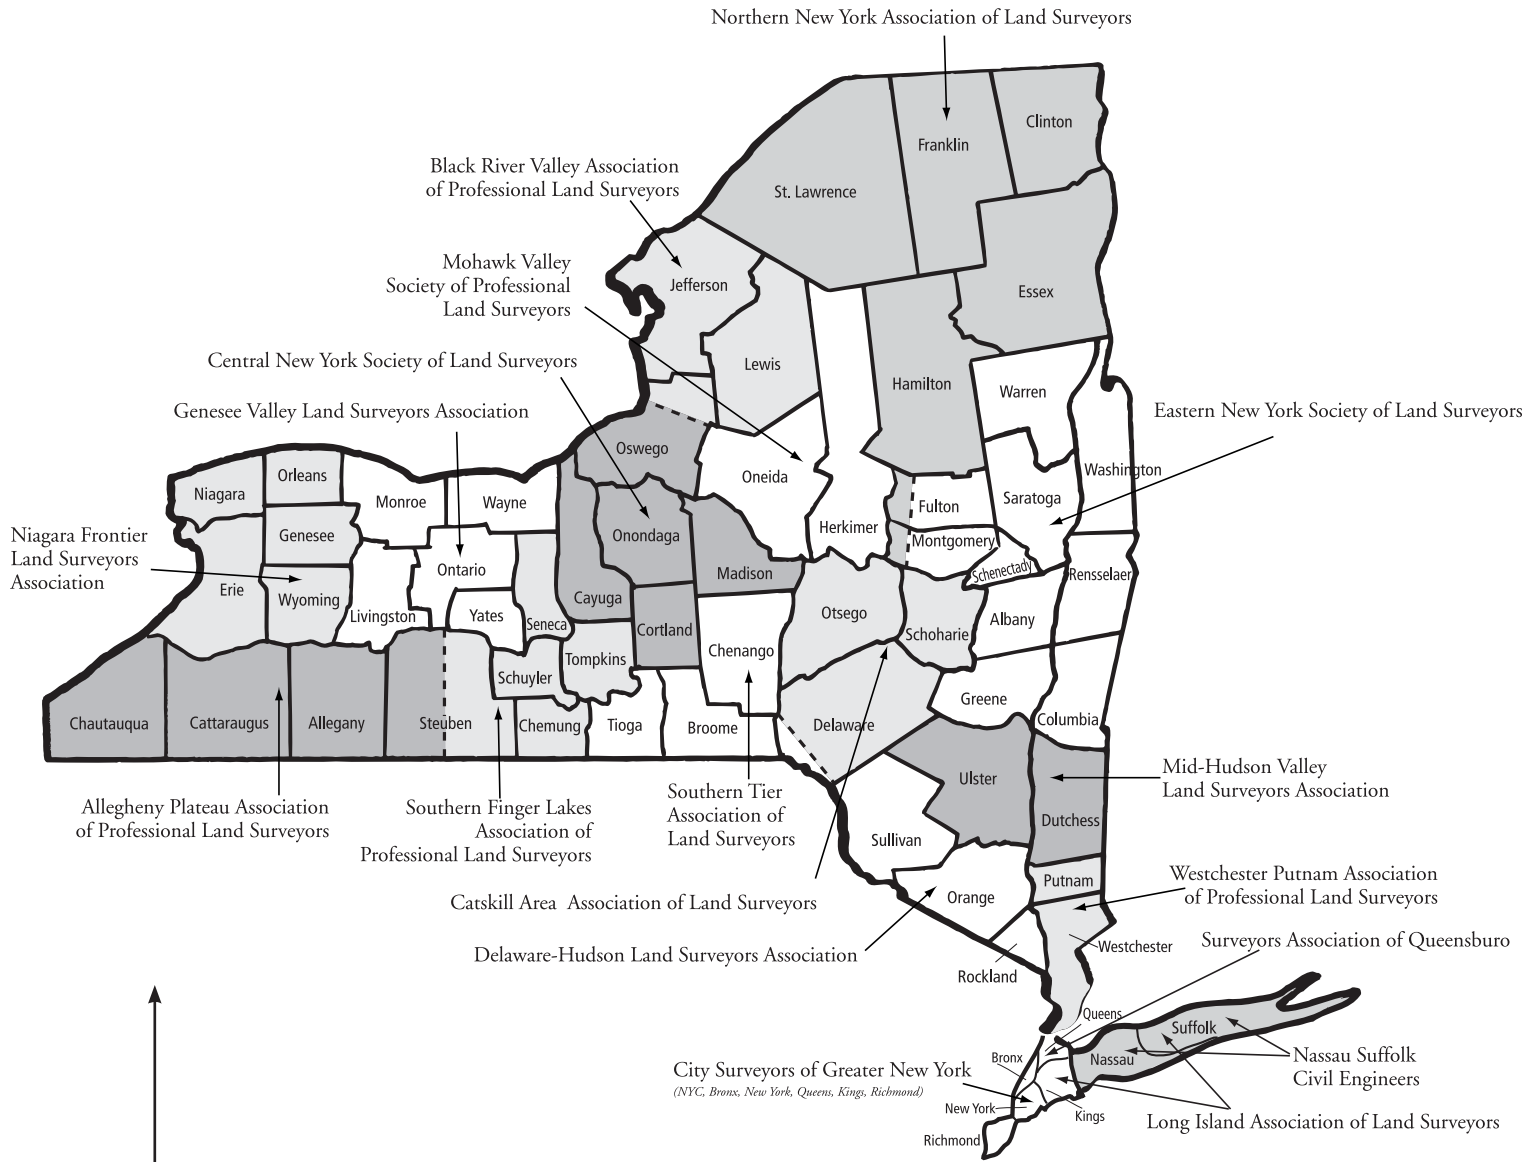 Northern New York Association of Land Surveyors
Clinton
Franklin
Black River Valley Association
of Professional Land Surveyors
St. Lawrence
Mohawk Valley
Society of Professional
Land Surveyors
Jefferson
Essex
Central New York Society of Land Surveyors
Lewis
Hamilton
Warren
Genesee Valley Land Surveyors Association
Eastern New York Society of Land Surveyors
Oswego
Oneida
Washington
Orleans
Niagara
Monroe
Wayne
Saratoga
Fulton
Herkimer
Niagara Frontier
Land Surveyors
Association
Genesee
Onondaga
Montgomery
Ontario
Madison
Schenectady
Rensselaer
Erie
Wyoming
Cayuga
Livingston
Yates
Seneca
Otsego
Albany
Cortland
Schoharie
Chenango
Tompkins
Schuyler
Greene
Chautauqua
Cattaraugus
Allegany
Steuben
Chemung
Tioga
Broome
Delaware
Columbia
Ulster
Mid-Hudson Valley
Land Surveyors Association
Allegheny Plateau Association
of Professional Land Surveyors
Southern Finger Lakes
Association of
Professional Land Surveyors
Southern Tier
Association of
Land Surveyors
Dutchess
Sullivan
Putnam
Westchester Putnam Association
of Professional Land Surveyors
Orange
Catskill Area Association of Land Surveyors
Surveyors Association of Queensburo
Westchester
Delaware-Hudson Land Surveyors Association
Rockland
Queens
Suffolk
Nassau
Bronx
Nassau Suffolk
Civil Engineers
City Surveyors of Greater New York
(NYC, Bronx, New York, Queens, Kings, Richmond)
New York
Kings
Long Island Association of Land Surveyors
Richmond